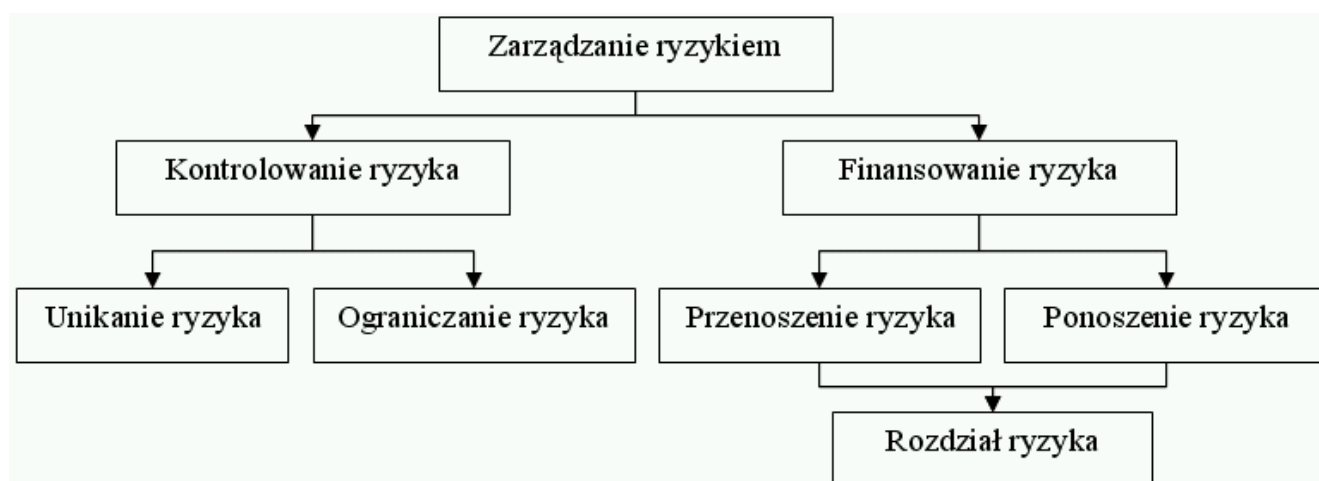 Zarządzanie ryzykiem
Kontrolowanie ryzyka
Finansowanie ryzyka
Unikanie ryzyka
Ograniczanie ryzyka
Przenoszenie ryzyka
Ponoszenie ryzyka
Rozdział ryzyka